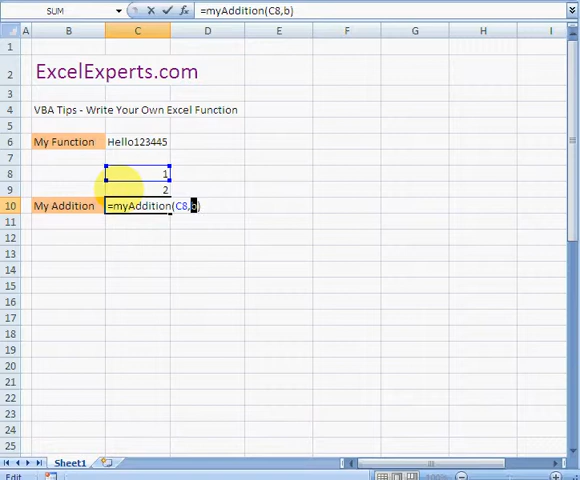 SUM =myAddition(C8,b)
A B C D E F G H I
1
2 ExcelExperts.com
3
4 VBA Tips - Write Your Own Excel Function
5
6 My Function Hello123445
7
8 1
9 2
10 My Addition =myAddition(C8,b)
11
12
13
14
15
16
17
18
19
20
21
22
23
24
25
Sheet1
Edit